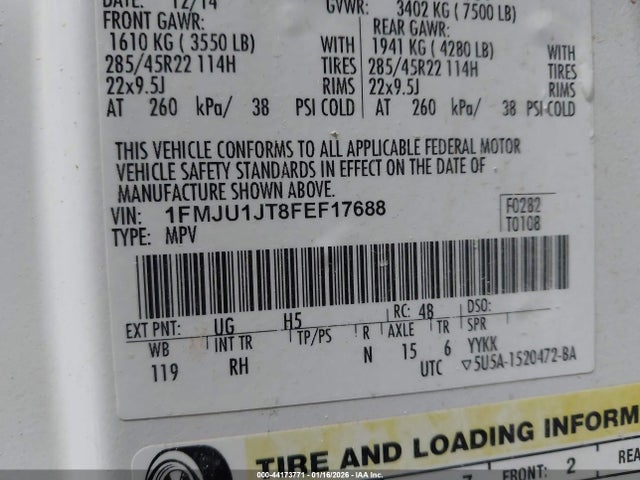 DATE: 12/14 GVWR: 3402 KG ( 7500 LB)
FRONT GAWR: REAR GAWR:
1610 KG ( 3550 LB) WITH 1941 KG ( 4280 LB) WITH
285/45R22 114H TIRES 285/45R22 114H TIRES
22x9.5J RIMS 22x9.5J RIMS
AT 260 kPa/ 38 PSI COLD AT 260 kPa/ 38 PSI-COLD
THIS VEHICLE CONFORMS TO ALL APPLICABLE FEDERAL MOTOR
VEHICLE SAFETY STANDARDS IN EFFECT ON THE DATE OF
MANUFACTURE SHOWN ABOVE.
VIN: 1FMJU1JT8FEF17688 F0282
TYPE: MPV T0108
EXT PNT: UG H5 RC: 48 DSO:
WB INT TR TP/PS R AXLE TR SPR
119 RH N 15 6 YYKK
UTC ▽5U5A-1520472-BA
TIRE AND LOADING INFORM
FRONT: 2 REA
000-44173771 - 01/16/2026 - IAA Inc.